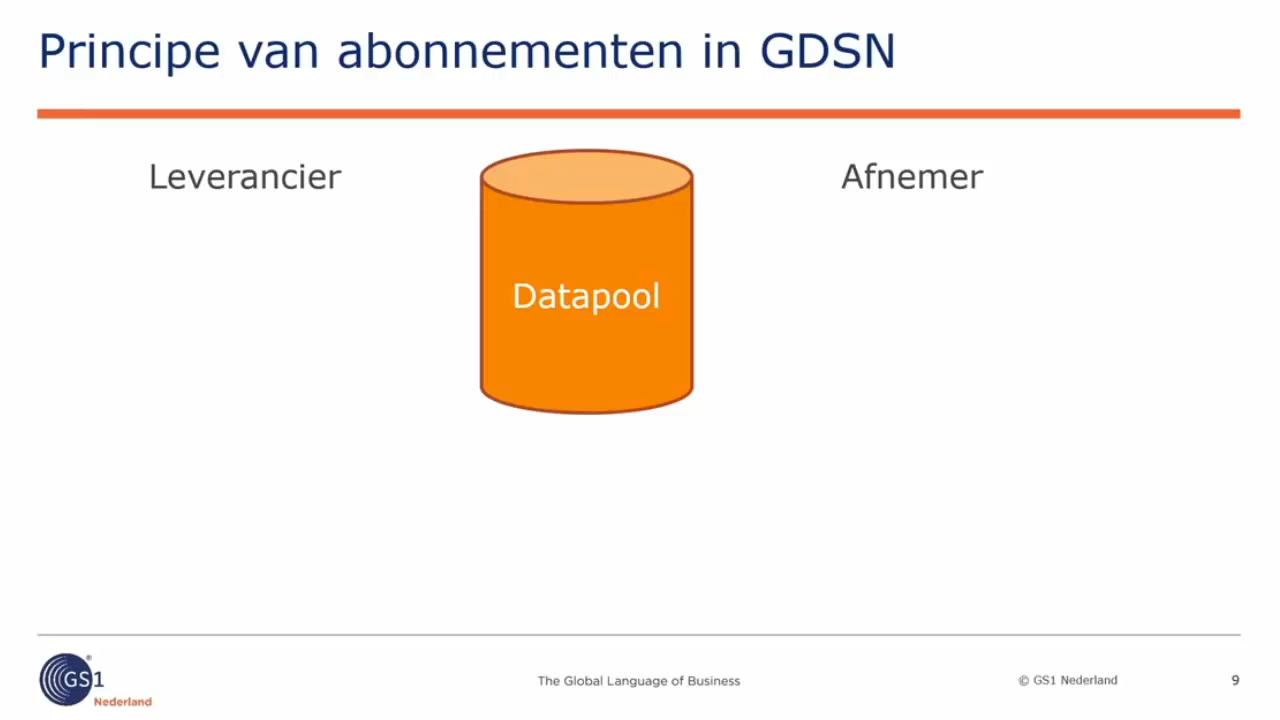 Principe van abonnementen in GDSN
Leverancier
Afnemer
Datapool
GS1
®
Nederland
The Global Language of Business
© GS1 Nederland
9